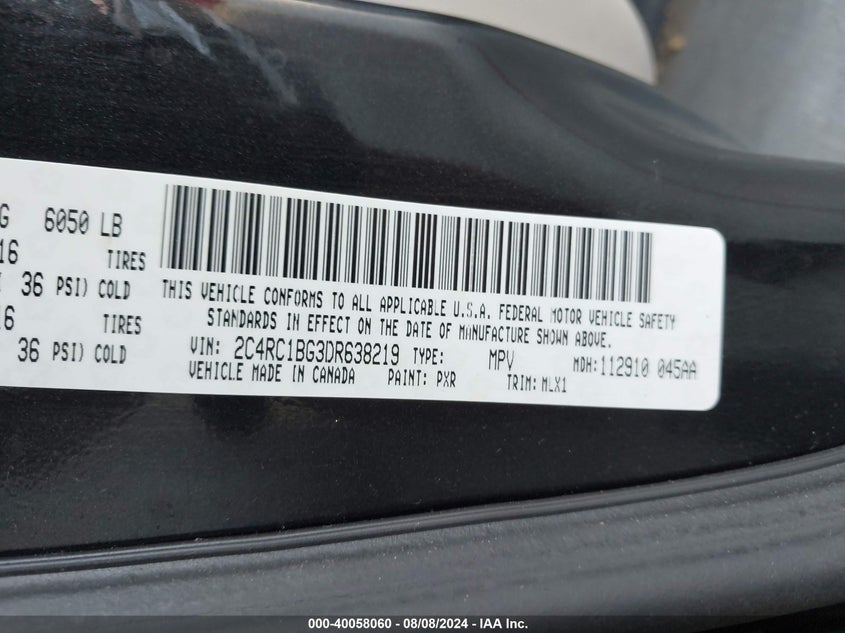 G 6050 LB
16 TIRES
36 PSI) COLD
16 TIRES
36 PSI) COLD
THIS VEHICLE CONFORMS TO ALL APPLICABLE U.S.A. FEDERAL MOTOR VEHICLE SAFETY
STANDARDS IN EFFECT ON THE DATE OF MANUFACTURE SHOWN ABOVE.
VIN: 2C4RC1BG3DR638219 TYPE: MPV MDH:112910 045AA
VEHICLE MADE IN CANADA PAINT: PXR TRIM: MLX1
000-40058060 - 08/08/2024 - IAA Inc.